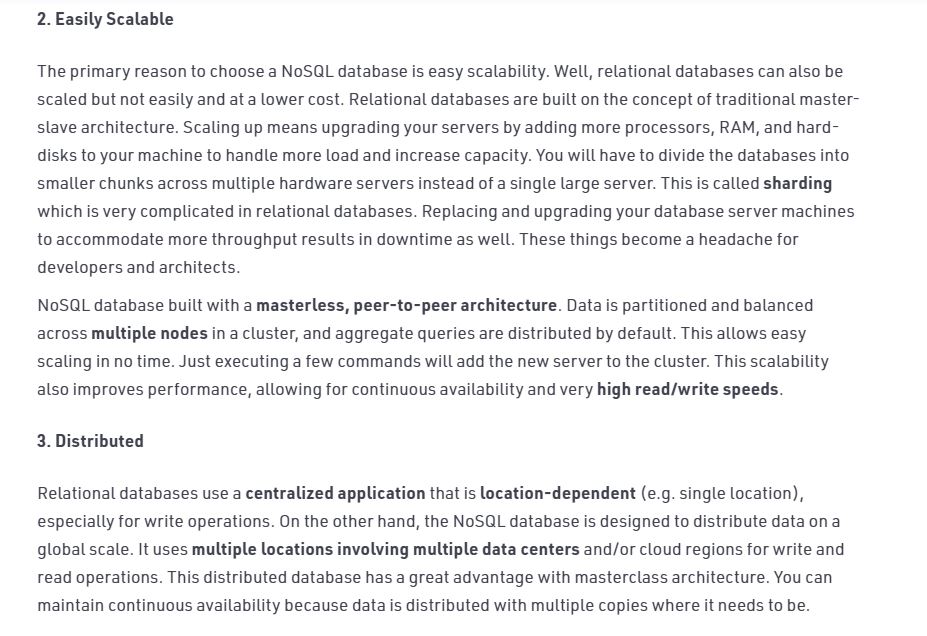 2. Easily Scalable
The primary reason to choose a NoSQL database is easy scalability. Well, relational databases can also be
scaled but not easily and at a lower cost. Relational databases are built on the concept of traditional master-
slave architecture. Scaling up means upgrading your servers by adding more processors, RAM, and hard-
disks to your machine to handle more load and increase capacity. You will have to divide the databases into
smaller chunks across multiple hardware servers instead of a single large server. This is called sharding
which is very complicated in relational databases. Replacing and upgrading your database server machines
to accommodate more throughput results in downtime as well. These things become a headache for
developers and architects.
NoSQL database built with a masterless, peer-to-peer architecture. Data is partitioned and balanced
across multiple nodes in a cluster, and aggregate queries are distributed by default. This allows easy
scaling in no time. Just executing a few commands will add the new server to the cluster. This scalability
also improves performance, allowing for continuous availability and very high read/write speeds.
3. Distributed
Relational databases use a centralized application that is location-dependent (e.g. single location),
especially for write operations. On the other hand, the NoSQL database is designed to distribute data on a
global scale. It uses multiple locations involving multiple data centers and/or cloud regions for write and
read operations. This distributed database has a great advantage with masterclass architecture. You can
maintain continuous availability because data is distributed with multiple copies where it needs to be.